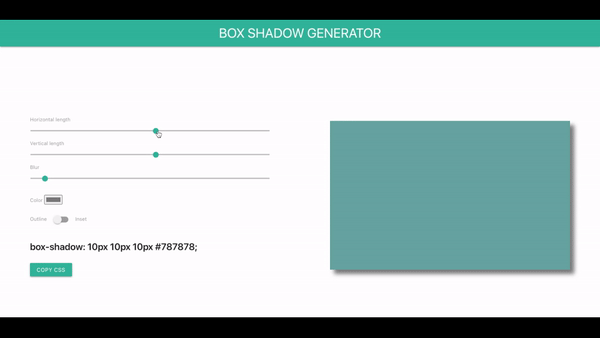 BOX SHADOW GENERATOR
Horizontal length
Vertical length
Blur
Color
Outline Inset
box-shadow: 10px 10px 10px #787878;
COPY CSS